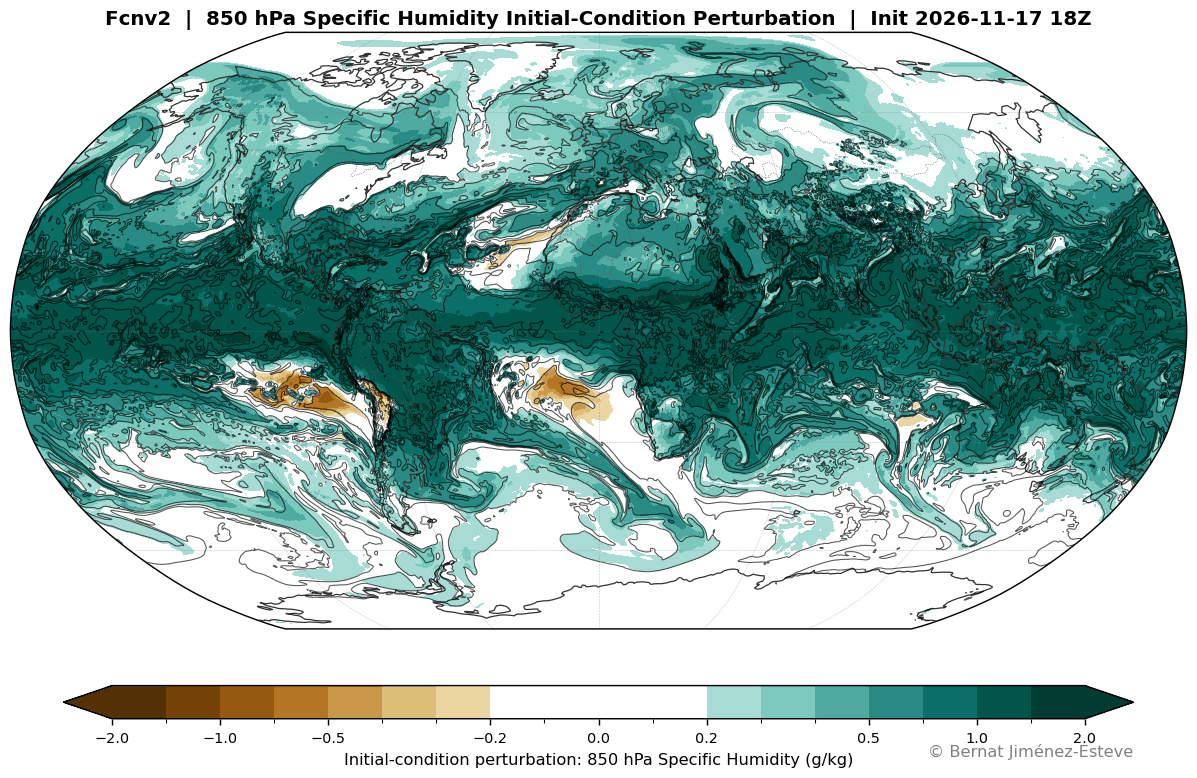 Fcnv2 | 850 hPa Specific Humidity Initial-Condition Perturbation | Init 2026-11-17 18Z
−2.0 −1.0 −0.5 −0.2 0.0 0.2 0.5 1.0 2.0
Initial-condition perturbation: 850 hPa Specific Humidity (g/kg)
© Bernat Jiménez-Esteve